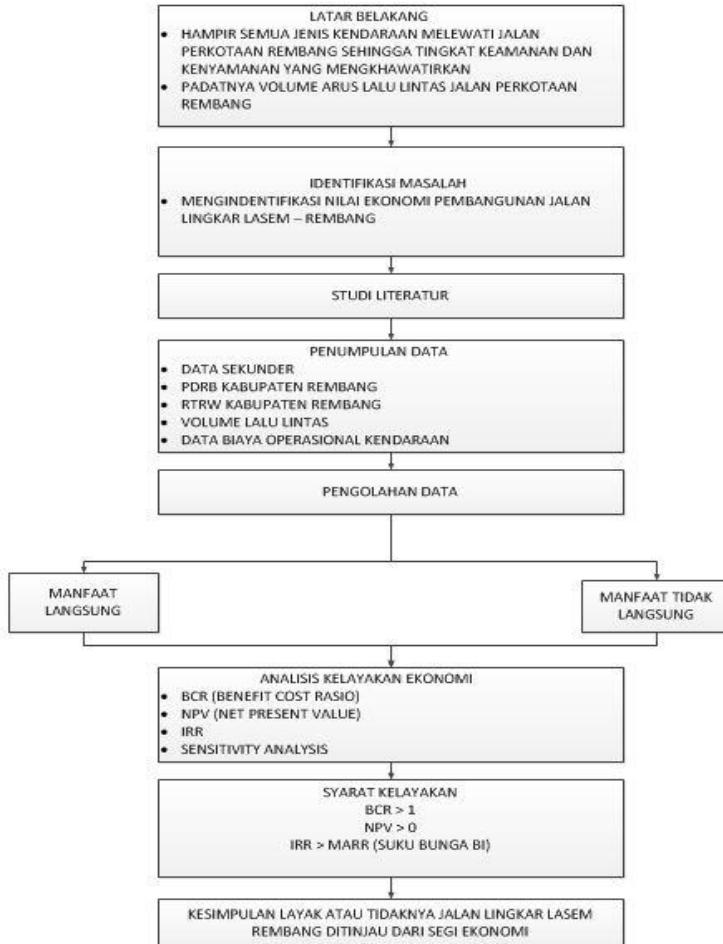 LATAR BELAKANG
• HAMPIR SEMUA JENIS KENDARAAN MELEWATI JALAN
PERKOTAAN REMBANG SEHINGGA TINGKAT KEAMANAN DAN
KENYAMANAN YANG MENGKHAWATIRKAN
• PADATNYA VOLUME ARUS LALU LINTAS JALAN PERKOTAAN
REMBANG
IDENTIFIKASI MASALAH
• MENGINDENTIFIKASI NILAI EKONOMI PEMBANGUNAN JALAN
LINGKAR LASEM – REMBANG
STUDI LITERATUR
PENUMPULAN DATA
• DATA SEKUNDER
• PDRB KABUPATEN REMBANG
• RTRW KABUPATEN REMBANG
• VOLUME LALU LINTAS
• DATA BIAYA OPERASIONAL KENDARAAN
PENGOLAHAN DATA
MANFAAT
LANGSUNG
MANFAAT TIDAK
LANGSUNG
ANALISIS KELAYAKAN EKONOMI
• BCR (BENEFIT COST RASIO)
• NPV (NET PRESENT VALUE)
• IRR
• SENSITIVITY ANALYSIS
SYARAT KELAYAKAN
BCR > 1
NPV > 0
IRR > MARR (SUKU BUNGA BI)
KESIMPULAN LAYAK ATAU TIDAKNYA JALAN LINGKAR LASEM
REMBANG DITINJAU DARI SEGI EKONOMI